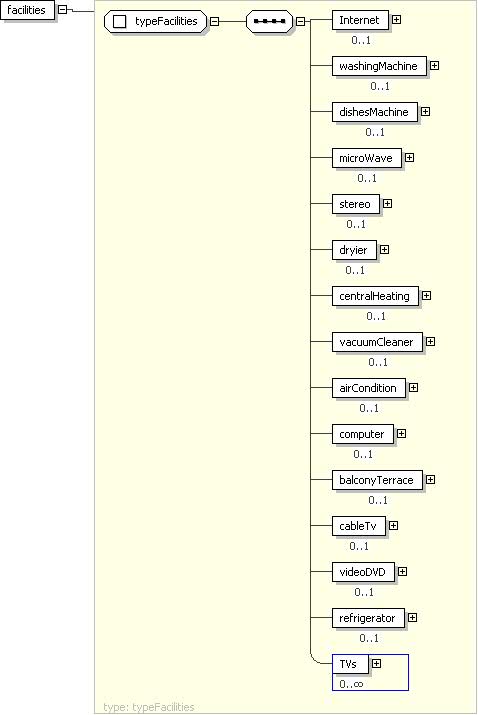 facilities
typeFacilities
Internet
0..1
washingMachine
0..1
dishesMachine
0..1
microWave
0..1
stereo
0..1
dryier
0..1
centralHeating
0..1
vacuumCleaner
0..1
airCondition
0..1
computer
0..1
balconyTerrace
0..1
cableTv
0..1
videoDVD
0..1
refrigerator
0..1
TVs
0..∞
type: typeFacilities